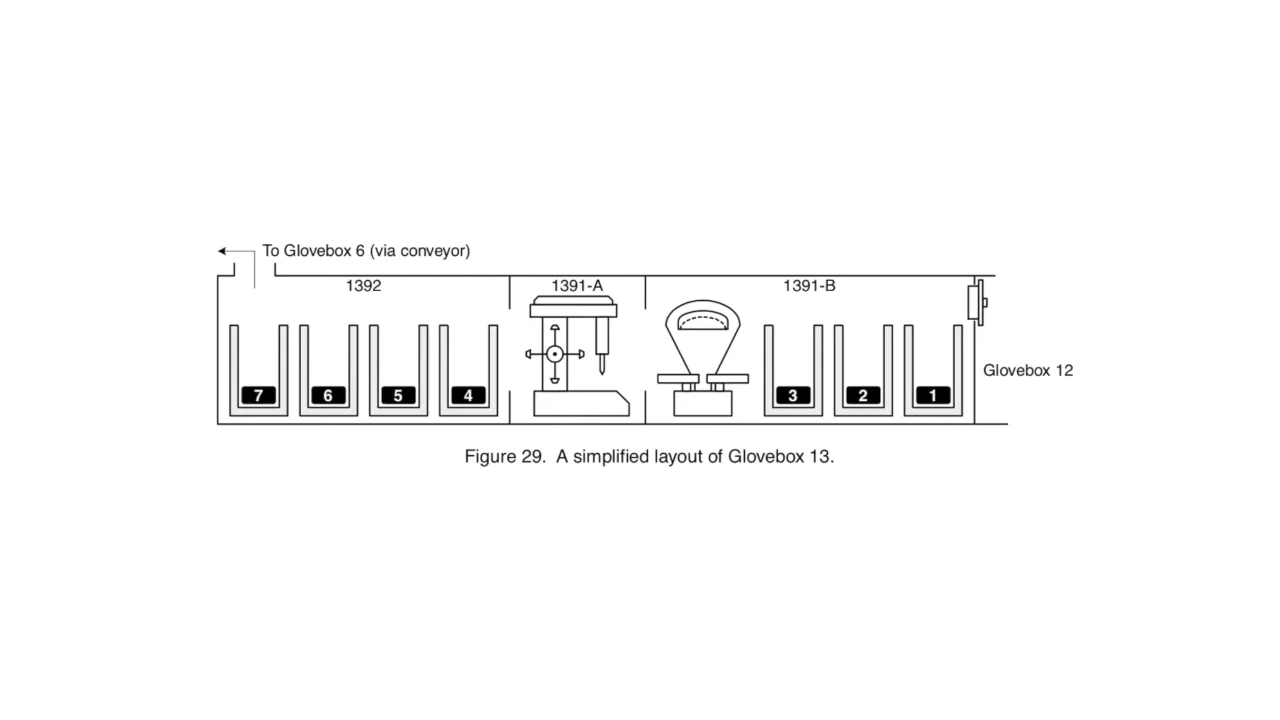 To Glovebox 6 (via conveyor)
1392 1391-A 1391-B
Glovebox 12
7 6 5 4 3 2 1
Figure 29. A simplified layout of Glovebox 13.